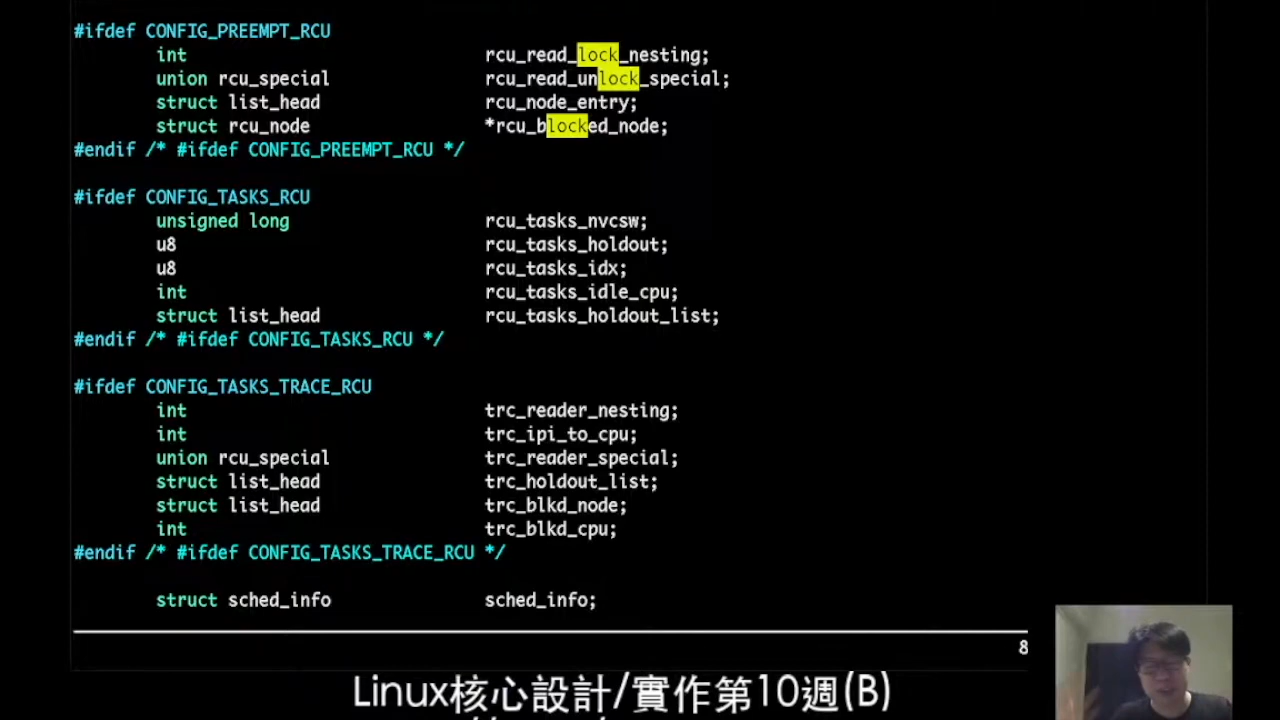 #ifdef CONFIG_PREEMPT_RCU
int rcu_read_lock_nesting;
union rcu_special rcu_read_unlock_special;
struct list_head rcu_node_entry;
struct rcu_node *rcu_blocked_node;
#endif /* #ifdef CONFIG_PREEMPT_RCU */
#ifdef CONFIG_TASKS_RCU
unsigned long rcu_tasks_nvcsw;
u8 rcu_tasks_holdout;
u8 rcu_tasks_idx;
int rcu_tasks_idle_cpu;
struct list_head rcu_tasks_holdout_list;
#endif /* #ifdef CONFIG_TASKS_RCU */
#ifdef CONFIG_TASKS_TRACE_RCU
int trc_reader_nesting;
int trc_ipi_to_cpu;
union rcu_special trc_reader_special;
struct list_head trc_holdout_list;
struct list_head trc_blkd_node;
int trc_blkd_cpu;
#endif /* #ifdef CONFIG_TASKS_TRACE_RCU */
struct sched_info sched_info;
8
Linux核心設計/實作第10週(B)